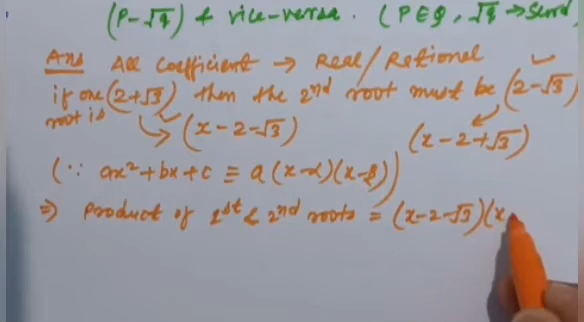 (P-√q) & vice-versa. (P∈Q, √q → Surd)
Ans All Coefficient → Real/Rational
if one (2+√3) then the 2nd root must be (2-√3)
root is
(x-2-√3) (x-2+√3)
(∵ ax²+bx+c ≡ a(x-α)(x-β))
⇒ Product of 1st & 2nd roots = (x-2-√3)(x